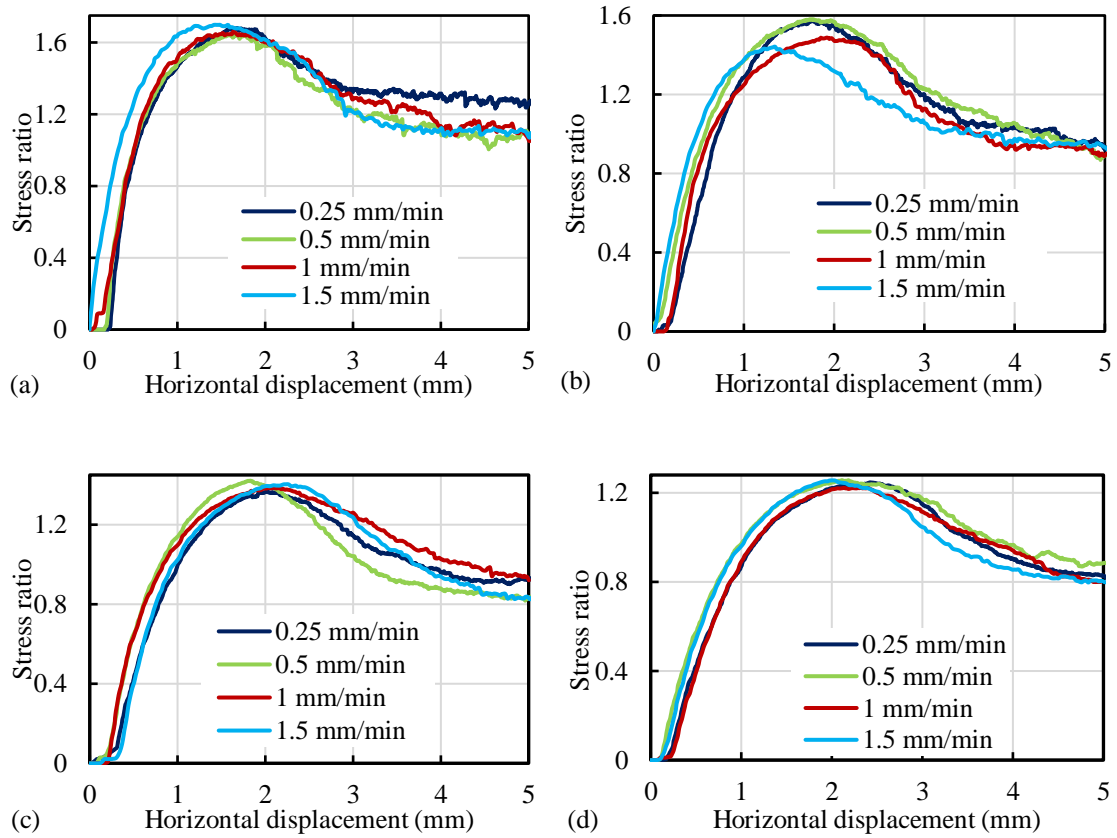 1.6
1.2
0.8
0.4
0
Stress ratio
0.25 mm/min
0.5 mm/min
1 mm/min
1.5 mm/min
0 1 2 3 4 5
Horizontal displacement (mm)
(a)
1.6
1.2
0.8
0.4
0
Stress ratio
0.25 mm/min
0.5 mm/min
1 mm/min
1.5 mm/min
0 1 2 3 4 5
Horizontal displacement (mm)
(b)
1.2
0.8
0.4
0
Stress ratio
0.25 mm/min
0.5 mm/min
1 mm/min
1.5 mm/min
0 1 2 3 4 5
Horizontal displacement (mm)
(c)
1.2
0.8
0.4
0
Stress ratio
0.25 mm/min
0.5 mm/min
1 mm/min
1.5 mm/min
0 1 2 3 4 5
Horizontal displacement (mm)
(d)